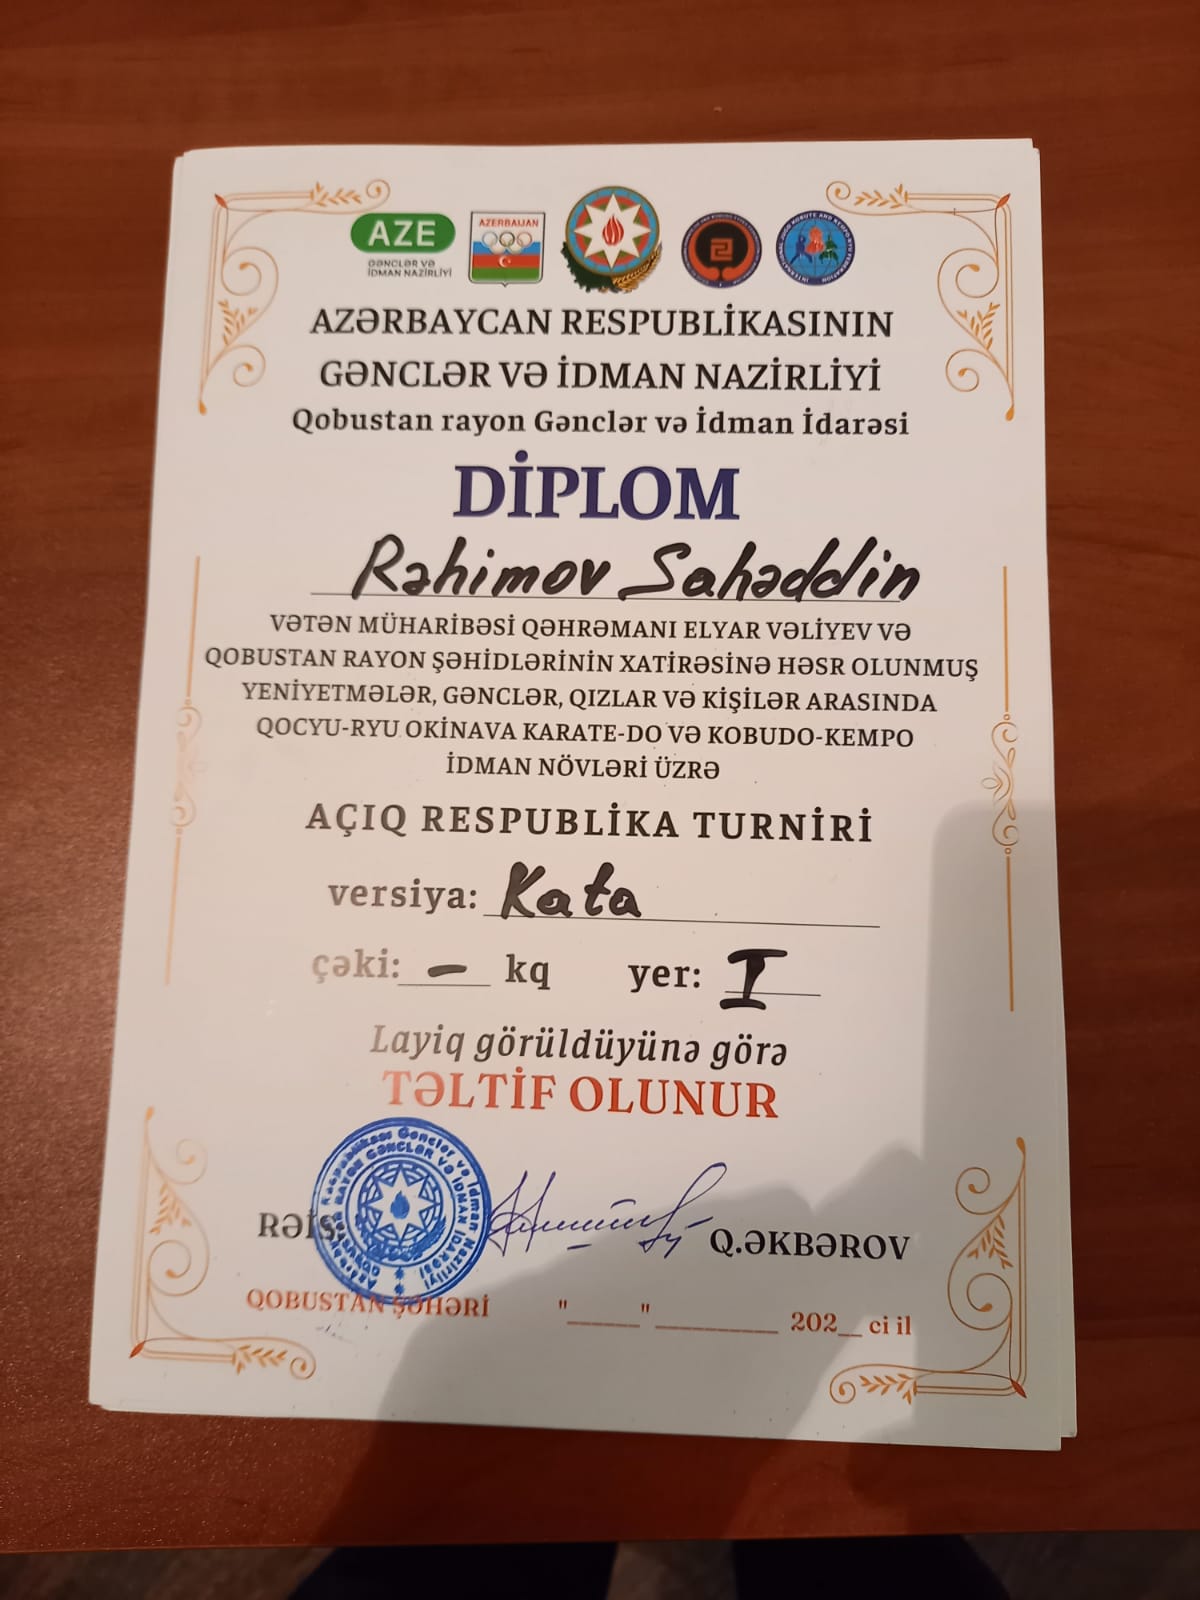 AZE
GƏNCLƏR VƏ
İDMAN NAZİRLİYİ
AZERBAIJAN
AZƏRBAYCAN RESPUBLİKASININ
GƏNCLƏR VƏ İDMAN NAZİRLİYİ
Qobustan rayon Gənclər və İdman İdarəsi
DİPLOM
Rəhimov Sahəddin
VƏTƏN MÜHARİBƏSİ QƏHRƏMANI ELYAR VƏLİYEV VƏ
QOBUSTAN RAYON ŞƏHİDLƏRİNİN XATİRƏSİNƏ HƏSR OLUNMUŞ
YENİYETMƏLƏR, GƏNCLƏR, QIZLAR VƏ KİŞİLƏR ARASINDA
QOCYU-RYU OKİNAVA KARATE-DO VƏ KOBUDO-KEMPO
İDMAN NÖVLƏRİ ÜZRƏ
AÇIQ RESPUBLİKA TURNİRİ
versiya: Kata
çəki: - kq yer: I
Layiq görüldüyünə görə
TƏLTİF OLUNUR
RƏİS: Q.ƏKBƏROV
QOBUSTAN ŞƏHƏRİ "_____" __________ 202__ ci il